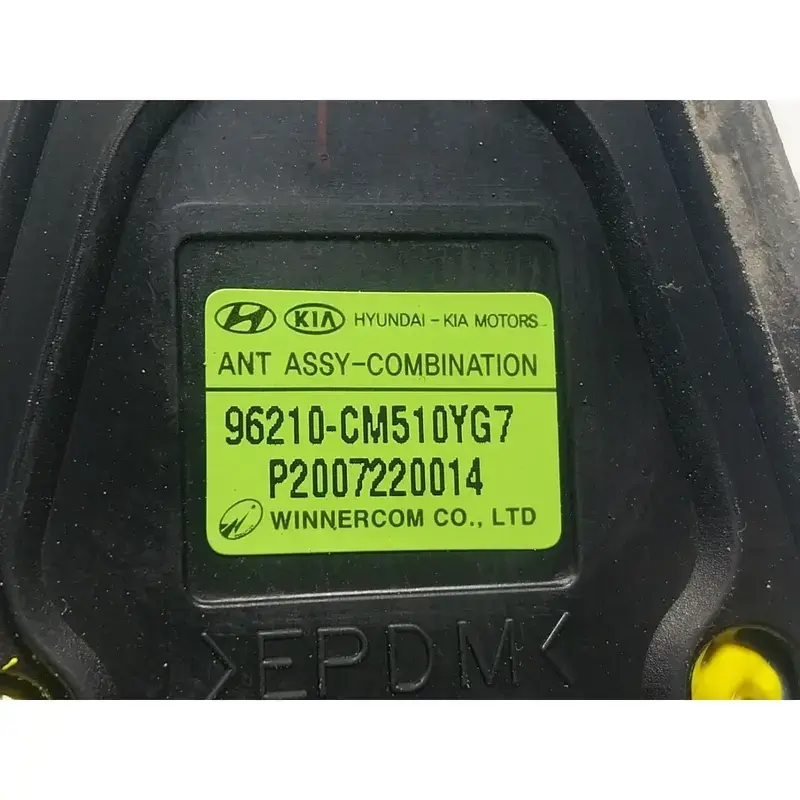 KIA HYUNDAI - KIA MOTORS
ANT ASSY-COMBINATION
96210-CM510YG7
P2007220014
WINNERCOM CO., LTD
>EPDM<